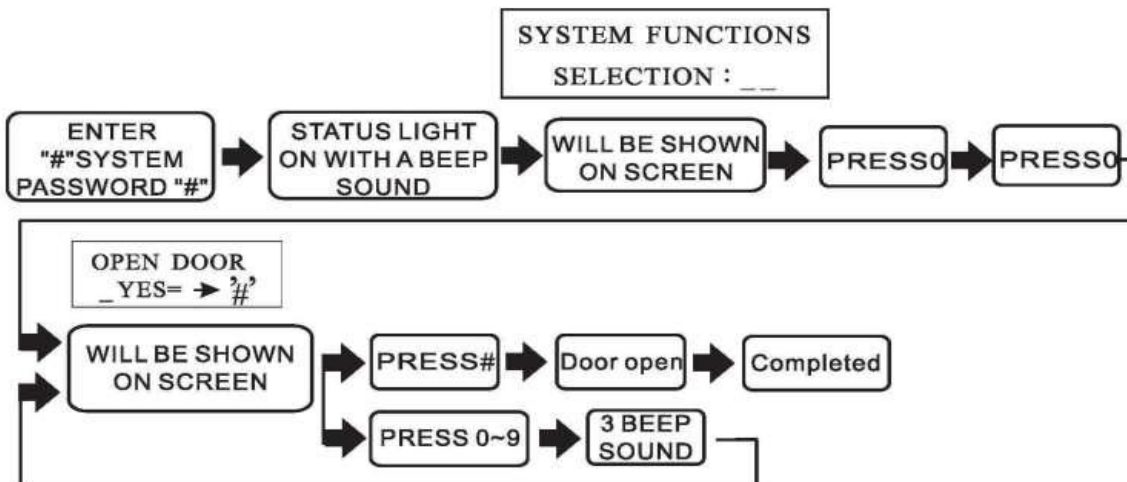 SYSTEM FUNCTIONS
SELECTION : _ _
ENTER
"#"SYSTEM
PASSWORD "#"
STATUS LIGHT
ON WITH A BEEP
SOUND
WILL BE SHOWN
ON SCREEN
PRESS0
PRESS0
OPEN DOOR
_YES= → '#'
WILL BE SHOWN
ON SCREEN
PRESS#
Door open
Completed
PRESS 0~9
3 BEEP
SOUND